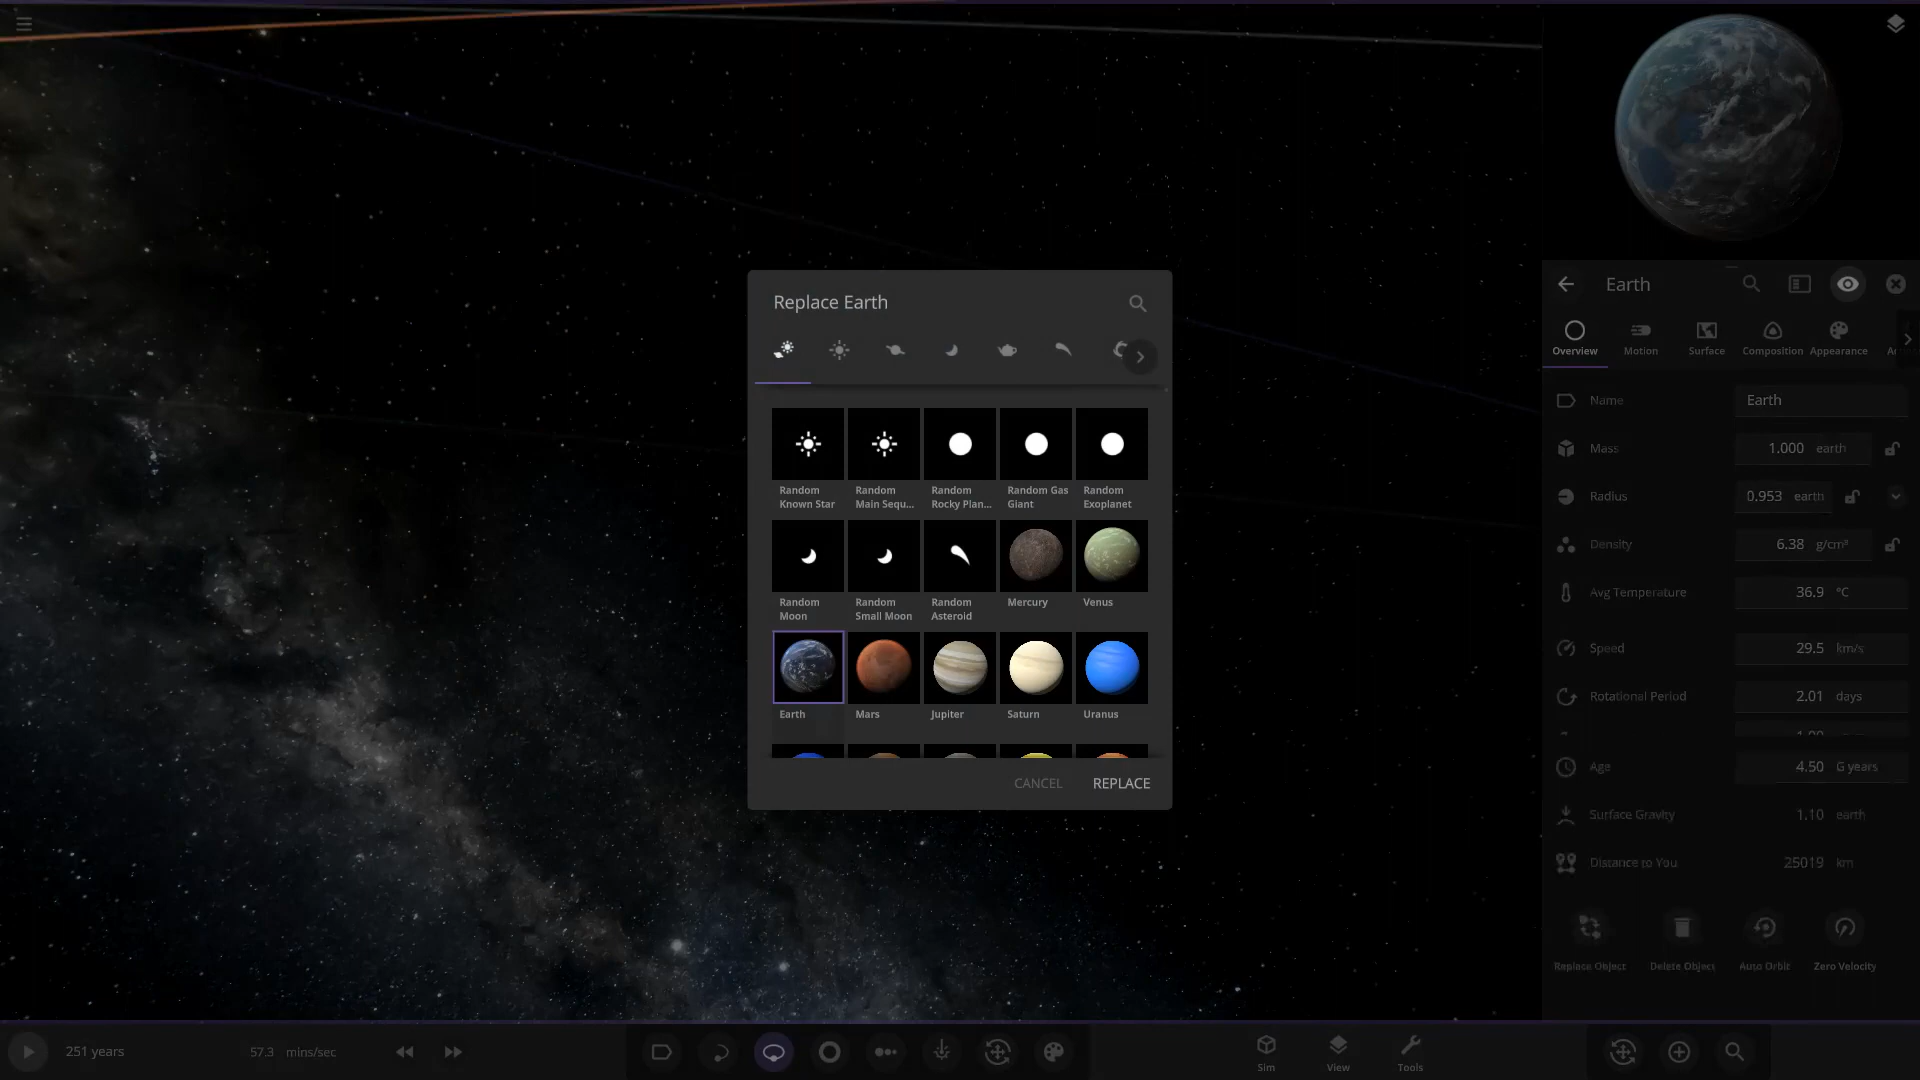 Earth
Overview
Motion
Surface
Composition
Appearance
Name
Earth
Mass
1.000 earth
Radius
0.953 earth
Density
6.38 g/cm³
Avg Temperature
36.9 °C
Speed
29.5 km/s
Rotational Period
2.01 days
Age
4.50 G years
Surface Gravity
1.10 earth
Distance to You
25019 km
Replace Object
Delete Object
Auto Orbit
Zero Velocity
Replace Earth
Random
Known Star
Random
Main Sequ...
Random
Rocky Plan...
Random Gas
Giant
Random
Exoplanet
Random
Moon
Random
Small Moon
Random
Asteroid
Mercury
Venus
Earth
Mars
Jupiter
Saturn
Uranus
CANCEL
REPLACE
251 years
57.3 mins/sec
Sim
View
Tools